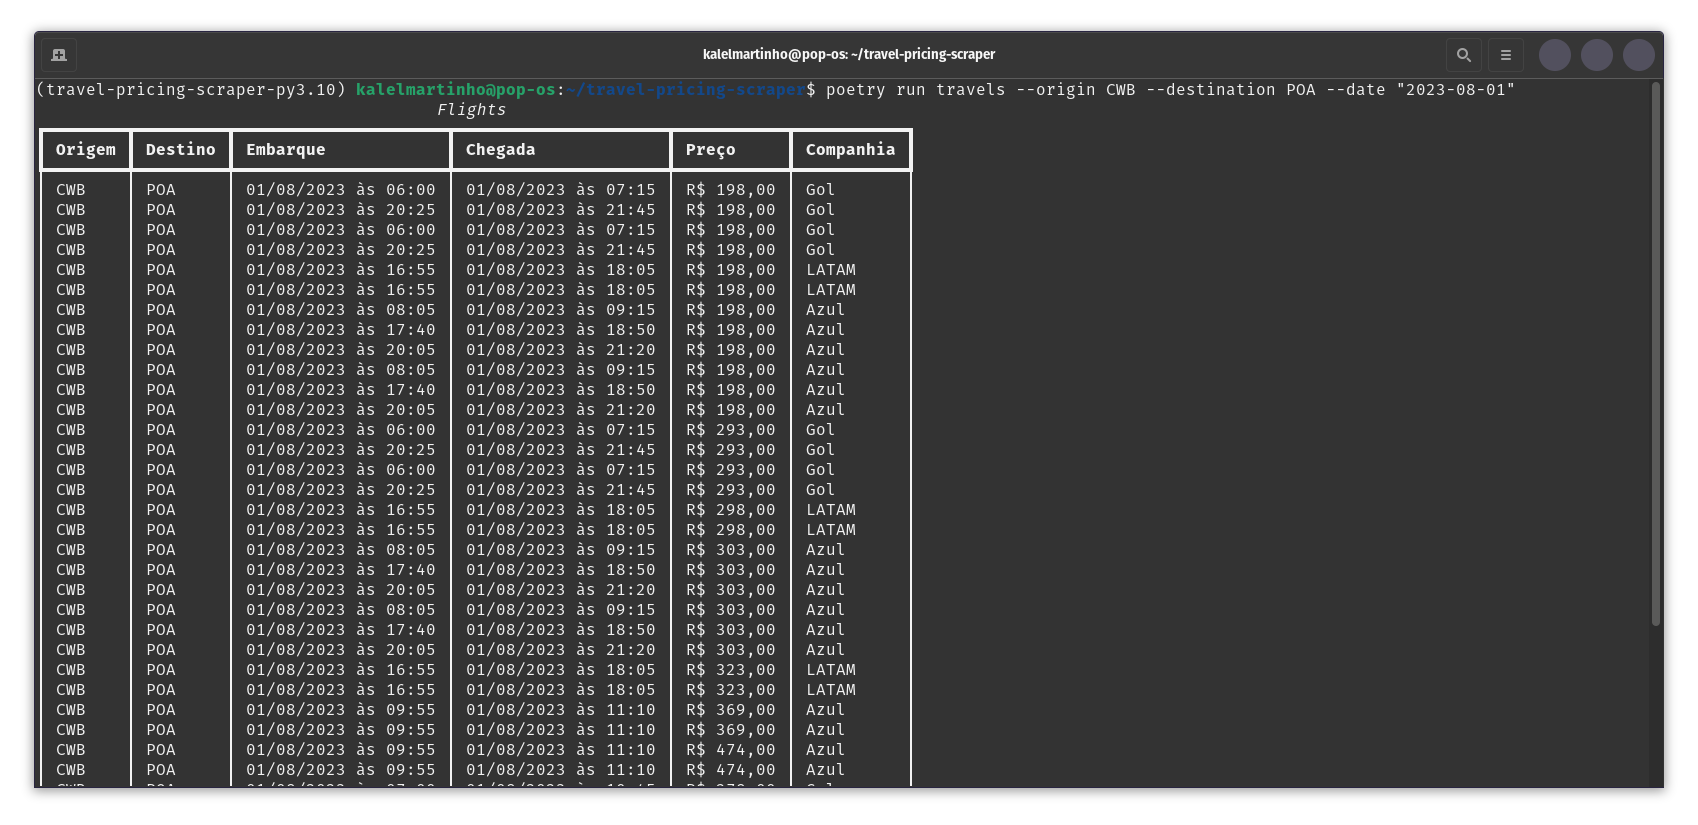 kalelmartinho@pop-os: ~/travel-pricing-scraper
(travel-pricing-scraper-py3.10) kalelmartinho@pop-os:~/travel-pricing-scraper$ poetry run travels --origin CWB --destination POA --date "2023-08-01"
Flights
Origem Destino Embarque Chegada Preço Companhia
CWB POA 01/08/2023 às 06:00 01/08/2023 às 07:15 R$ 198,00 Gol
CWB POA 01/08/2023 às 20:25 01/08/2023 às 21:45 R$ 198,00 Gol
CWB POA 01/08/2023 às 06:00 01/08/2023 às 07:15 R$ 198,00 Gol
CWB POA 01/08/2023 às 20:25 01/08/2023 às 21:45 R$ 198,00 Gol
CWB POA 01/08/2023 às 16:55 01/08/2023 às 18:05 R$ 198,00 LATAM
CWB POA 01/08/2023 às 16:55 01/08/2023 às 18:05 R$ 198,00 LATAM
CWB POA 01/08/2023 às 08:05 01/08/2023 às 09:15 R$ 198,00 Azul
CWB POA 01/08/2023 às 17:40 01/08/2023 às 18:50 R$ 198,00 Azul
CWB POA 01/08/2023 às 20:05 01/08/2023 às 21:20 R$ 198,00 Azul
CWB POA 01/08/2023 às 08:05 01/08/2023 às 09:15 R$ 198,00 Azul
CWB POA 01/08/2023 às 17:40 01/08/2023 às 18:50 R$ 198,00 Azul
CWB POA 01/08/2023 às 20:05 01/08/2023 às 21:20 R$ 198,00 Azul
CWB POA 01/08/2023 às 06:00 01/08/2023 às 07:15 R$ 293,00 Gol
CWB POA 01/08/2023 às 20:25 01/08/2023 às 21:45 R$ 293,00 Gol
CWB POA 01/08/2023 às 06:00 01/08/2023 às 07:15 R$ 293,00 Gol
CWB POA 01/08/2023 às 20:25 01/08/2023 às 21:45 R$ 293,00 Gol
CWB POA 01/08/2023 às 16:55 01/08/2023 às 18:05 R$ 298,00 LATAM
CWB POA 01/08/2023 às 16:55 01/08/2023 às 18:05 R$ 298,00 LATAM
CWB POA 01/08/2023 às 08:05 01/08/2023 às 09:15 R$ 303,00 Azul
CWB POA 01/08/2023 às 17:40 01/08/2023 às 18:50 R$ 303,00 Azul
CWB POA 01/08/2023 às 20:05 01/08/2023 às 21:20 R$ 303,00 Azul
CWB POA 01/08/2023 às 08:05 01/08/2023 às 09:15 R$ 303,00 Azul
CWB POA 01/08/2023 às 17:40 01/08/2023 às 18:50 R$ 303,00 Azul
CWB POA 01/08/2023 às 20:05 01/08/2023 às 21:20 R$ 303,00 Azul
CWB POA 01/08/2023 às 16:55 01/08/2023 às 18:05 R$ 323,00 LATAM
CWB POA 01/08/2023 às 16:55 01/08/2023 às 18:05 R$ 323,00 LATAM
CWB POA 01/08/2023 às 09:55 01/08/2023 às 11:10 R$ 369,00 Azul
CWB POA 01/08/2023 às 09:55 01/08/2023 às 11:10 R$ 369,00 Azul
CWB POA 01/08/2023 às 09:55 01/08/2023 às 11:10 R$ 474,00 Azul
CWB POA 01/08/2023 às 09:55 01/08/2023 às 11:10 R$ 474,00 Azul